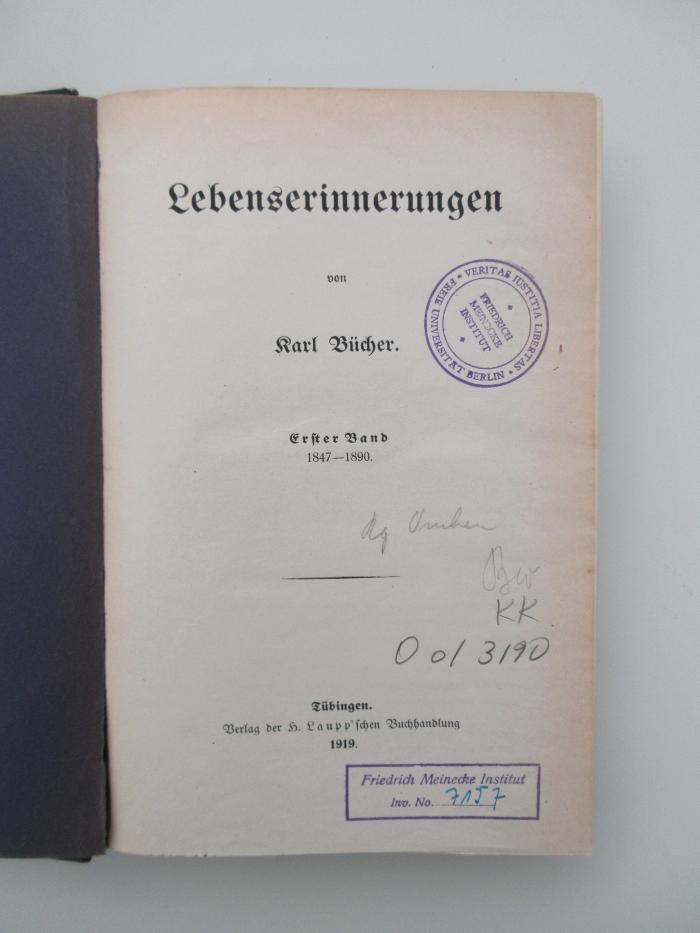 Lebenserinnerungen
von
Karl Bücher.
Erster Band
1847—1890.
VERITAS IUSTITIA LIBERTAS • FREIE UNIVERSITÄT BERLIN •
FRIEDRICH
MEINECKE
INSTITUT
KK
0 01 3190
Tübingen.
Verlag der H. Laupp'schen Buchhandlung
1919.
Friedrich Meinecke Institut
Inv. No. 7157